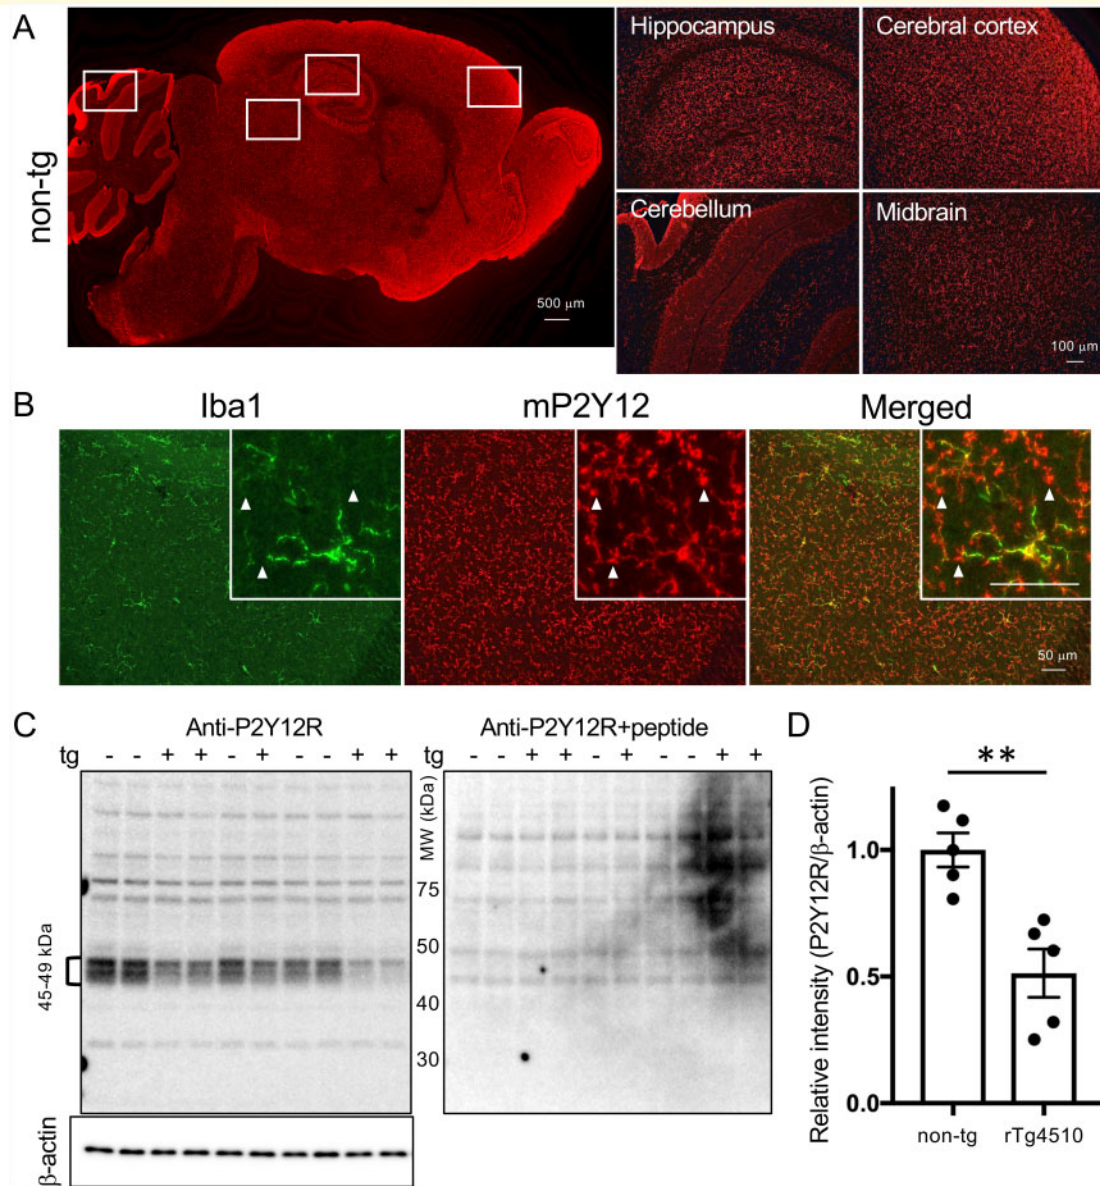 A
non-tg
500 μm
Hippocampus
Cerebral cortex
Cerebellum
Midbrain
100 μm
B
Iba1
mP2Y12
Merged
50 μm
C
Anti-P2Y12R
Anti-P2Y12R+peptide
tg - - + + - + - - + +
- - + + - + - - + +
45-49 kDa
MW (kDa)
75
50
40
30
β-actin
D
**
Relative intensity (P2Y12R/β-actin)
1.0
0.5
0.0
non-tg
rTg4510